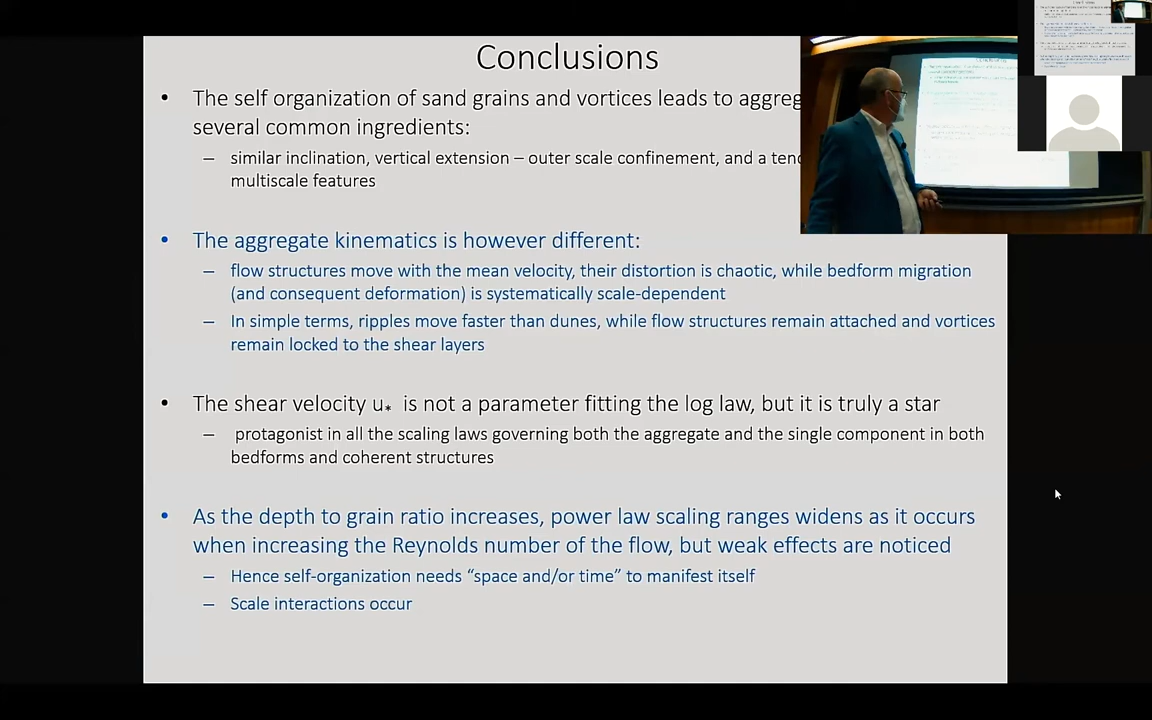 Conclusions
• The self organization of sand grains and vortices leads to aggreg
several common ingredients:
– similar inclination, vertical extension – outer scale confinement, and a tend
multiscale features
• The aggregate kinematics is however different:
– flow structures move with the mean velocity, their distortion is chaotic, while bedform migration
(and consequent deformation) is systematically scale-dependent
– In simple terms, ripples move faster than dunes, while flow structures remain attached and vortices
remain locked to the shear layers
• The shear velocity u* is not a parameter fitting the log law, but it is truly a star
– protagonist in all the scaling laws governing both the aggregate and the single component in both
bedforms and coherent structures
• As the depth to grain ratio increases, power law scaling ranges widens as it occurs
when increasing the Reynolds number of the flow, but weak effects are noticed
– Hence self-organization needs “space and/or time” to manifest itself
– Scale interactions occur